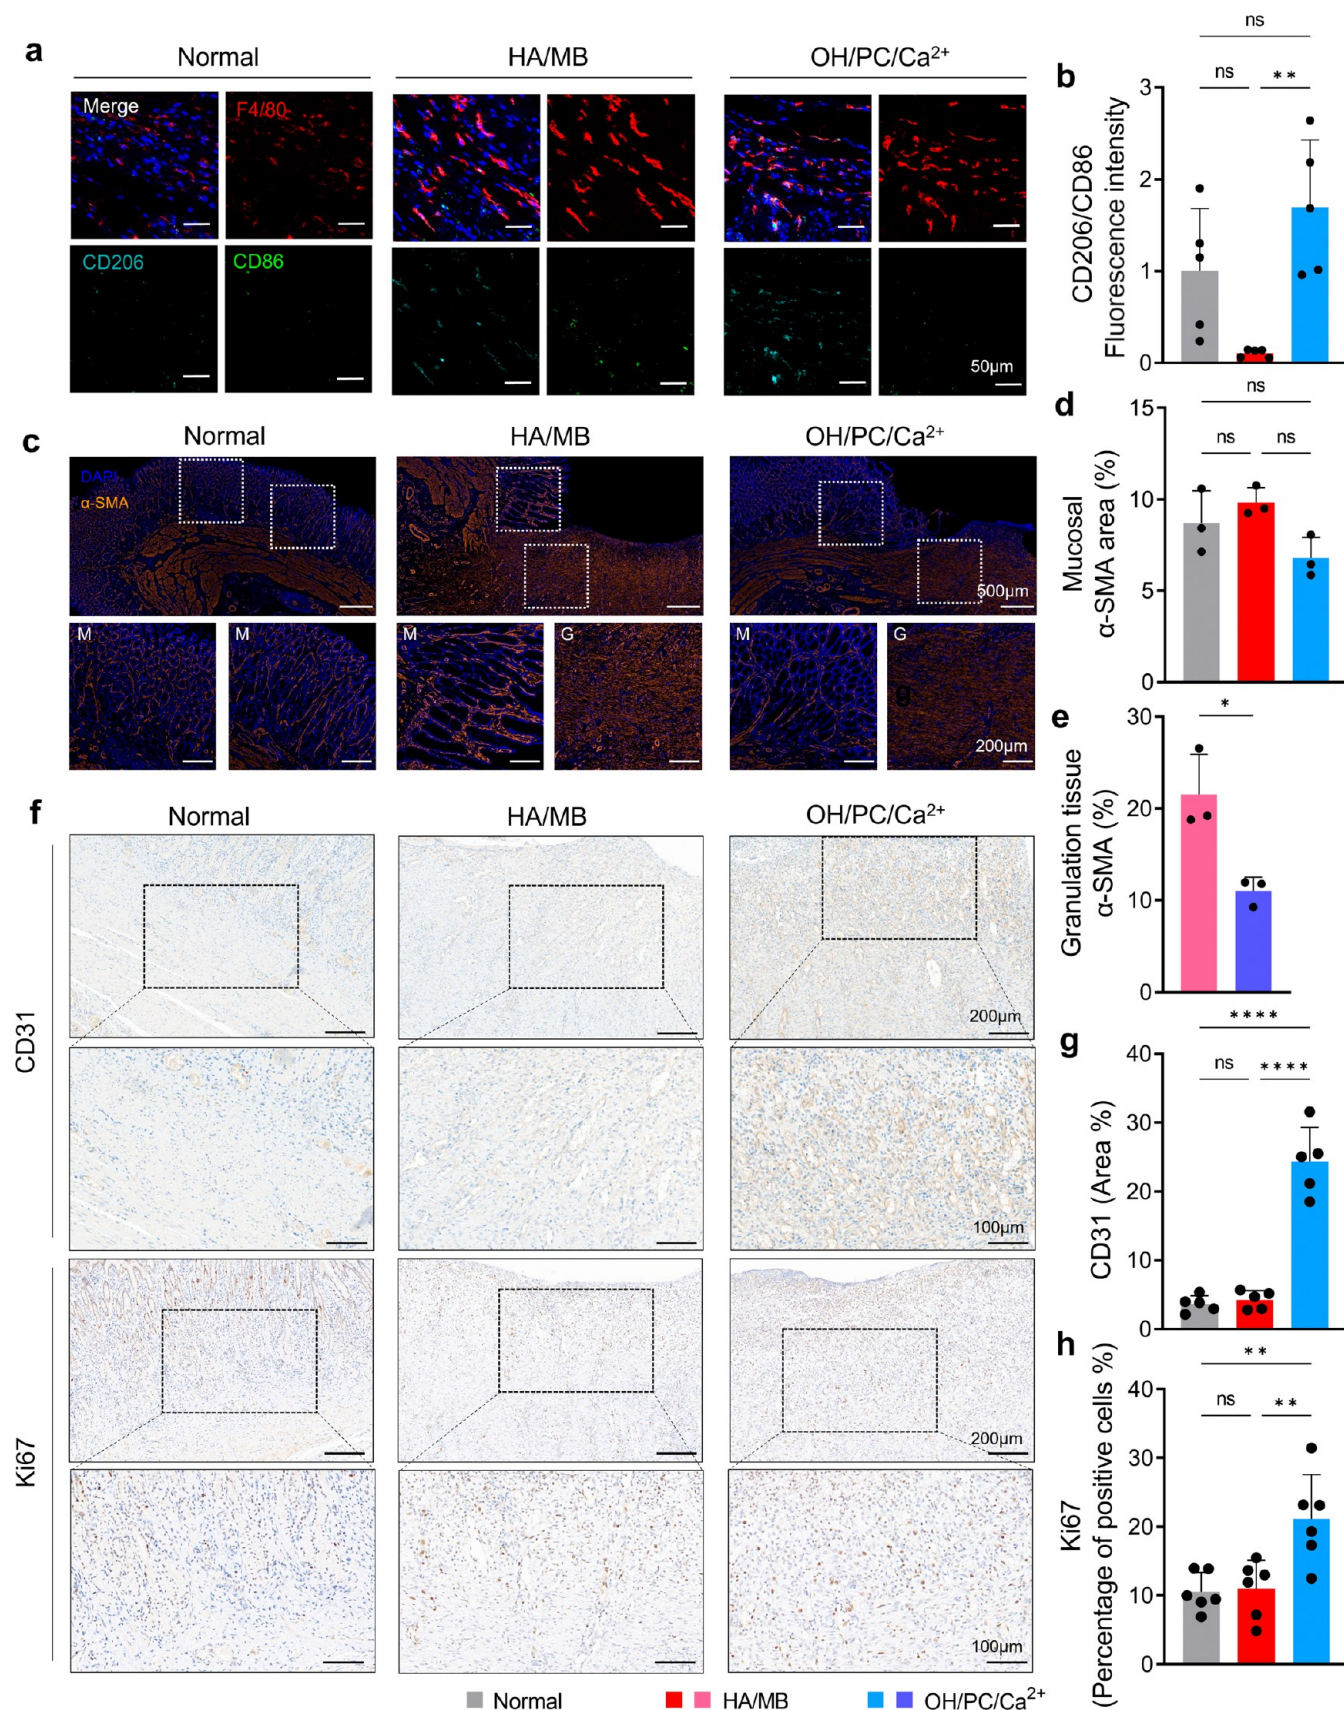 a
Normal
HA/MB
OH/PC/Ca²⁺
Merge
F4/80
CD206
CD86
50µm
b
ns
ns
**
CD206/CD86
Fluorescence intensity
3
2
1
0
c
Normal
HA/MB
OH/PC/Ca²⁺
DAPI
α-SMA
500µm
M
M
M
G
M
G
200µm
d
ns
ns
ns
Mucosal
α-SMA area (%)
15
10
5
0
e
*
Granulation tissue
α-SMA (%)
30
20
10
0
f
Normal
HA/MB
OH/PC/Ca²⁺
CD31
200µm
100µm
Ki67
200µm
100µm
g
****
ns
****
CD31 (Area %)
40
30
20
10
0
h
**
ns
**
Ki67
(Percentage of positive cells %)
40
30
20
10
0
Normal
HA/MB
OH/PC/Ca²⁺